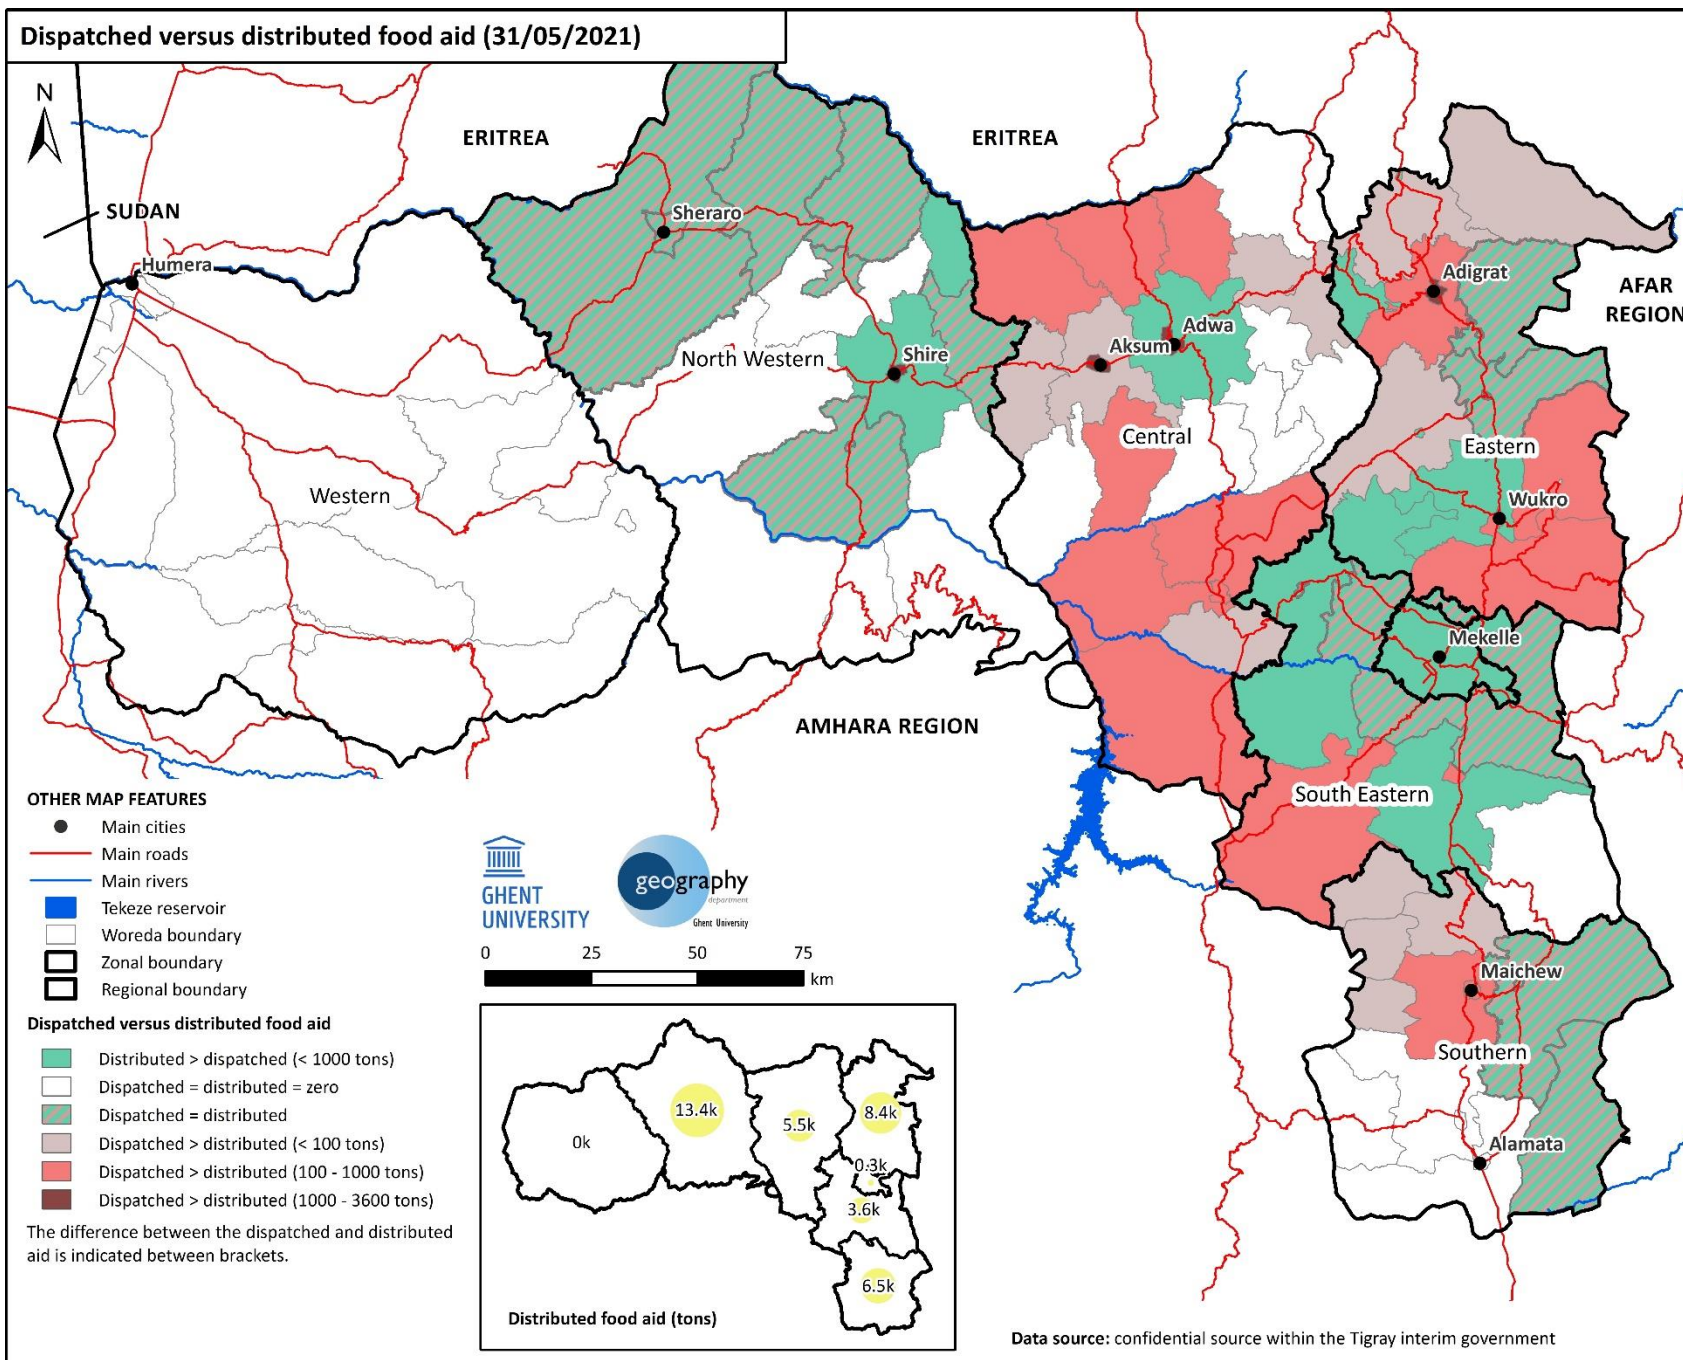 Dispatched versus distributed food aid (31/05/2021)
N
ERITREA
ERITREA
SUDAN
Humera
Sheraro
Adigrat
AFAR
REGION
Adwa
Aksum
Shire
North Western
Central
Eastern
Western
Wukro
Mekelle
AMHARA REGION
South Eastern
Maichew
Southern
Alamata
OTHER MAP FEATURES
Main cities
Main roads
Main rivers
Tekeze reservoir
Woreda boundary
Zonal boundary
Regional boundary
Dispatched versus distributed food aid
Distributed > dispatched (< 1000 tons)
Dispatched = distributed = zero
Dispatched = distributed
Dispatched > distributed (< 100 tons)
Dispatched > distributed (100 - 1000 tons)
Dispatched > distributed (1000 - 3600 tons)
The difference between the dispatched and distributed
aid is indicated between brackets.
GHENT
UNIVERSITY
geography
department
Ghent University
0 25 50 75
km
13.4k
8.4k
5.5k
0k
0.3k
3.6k
6.5k
Distributed food aid (tons)
Data source: confidential source within the Tigray interim government